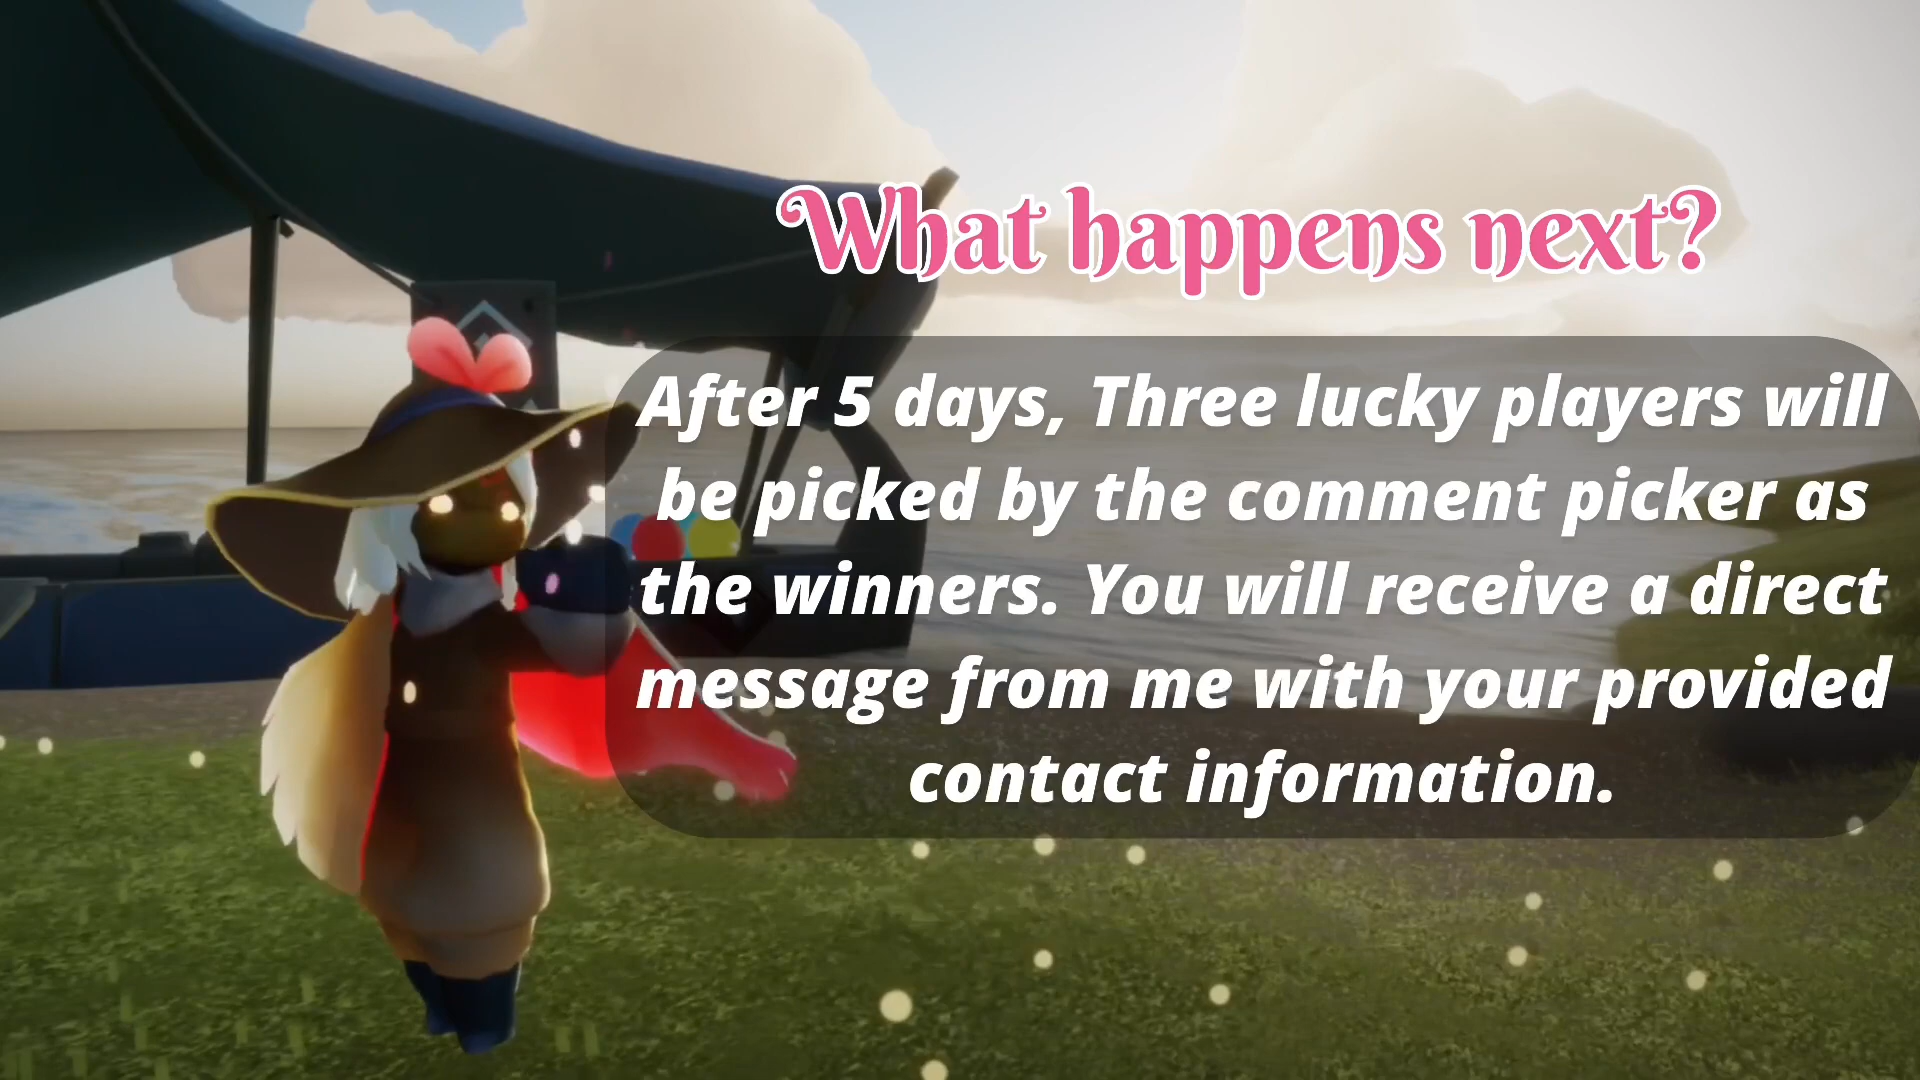 What happens next?
After 5 days, Three lucky players will
be picked by the comment picker as
the winners. You will receive a direct
message from me with your provided
contact information.